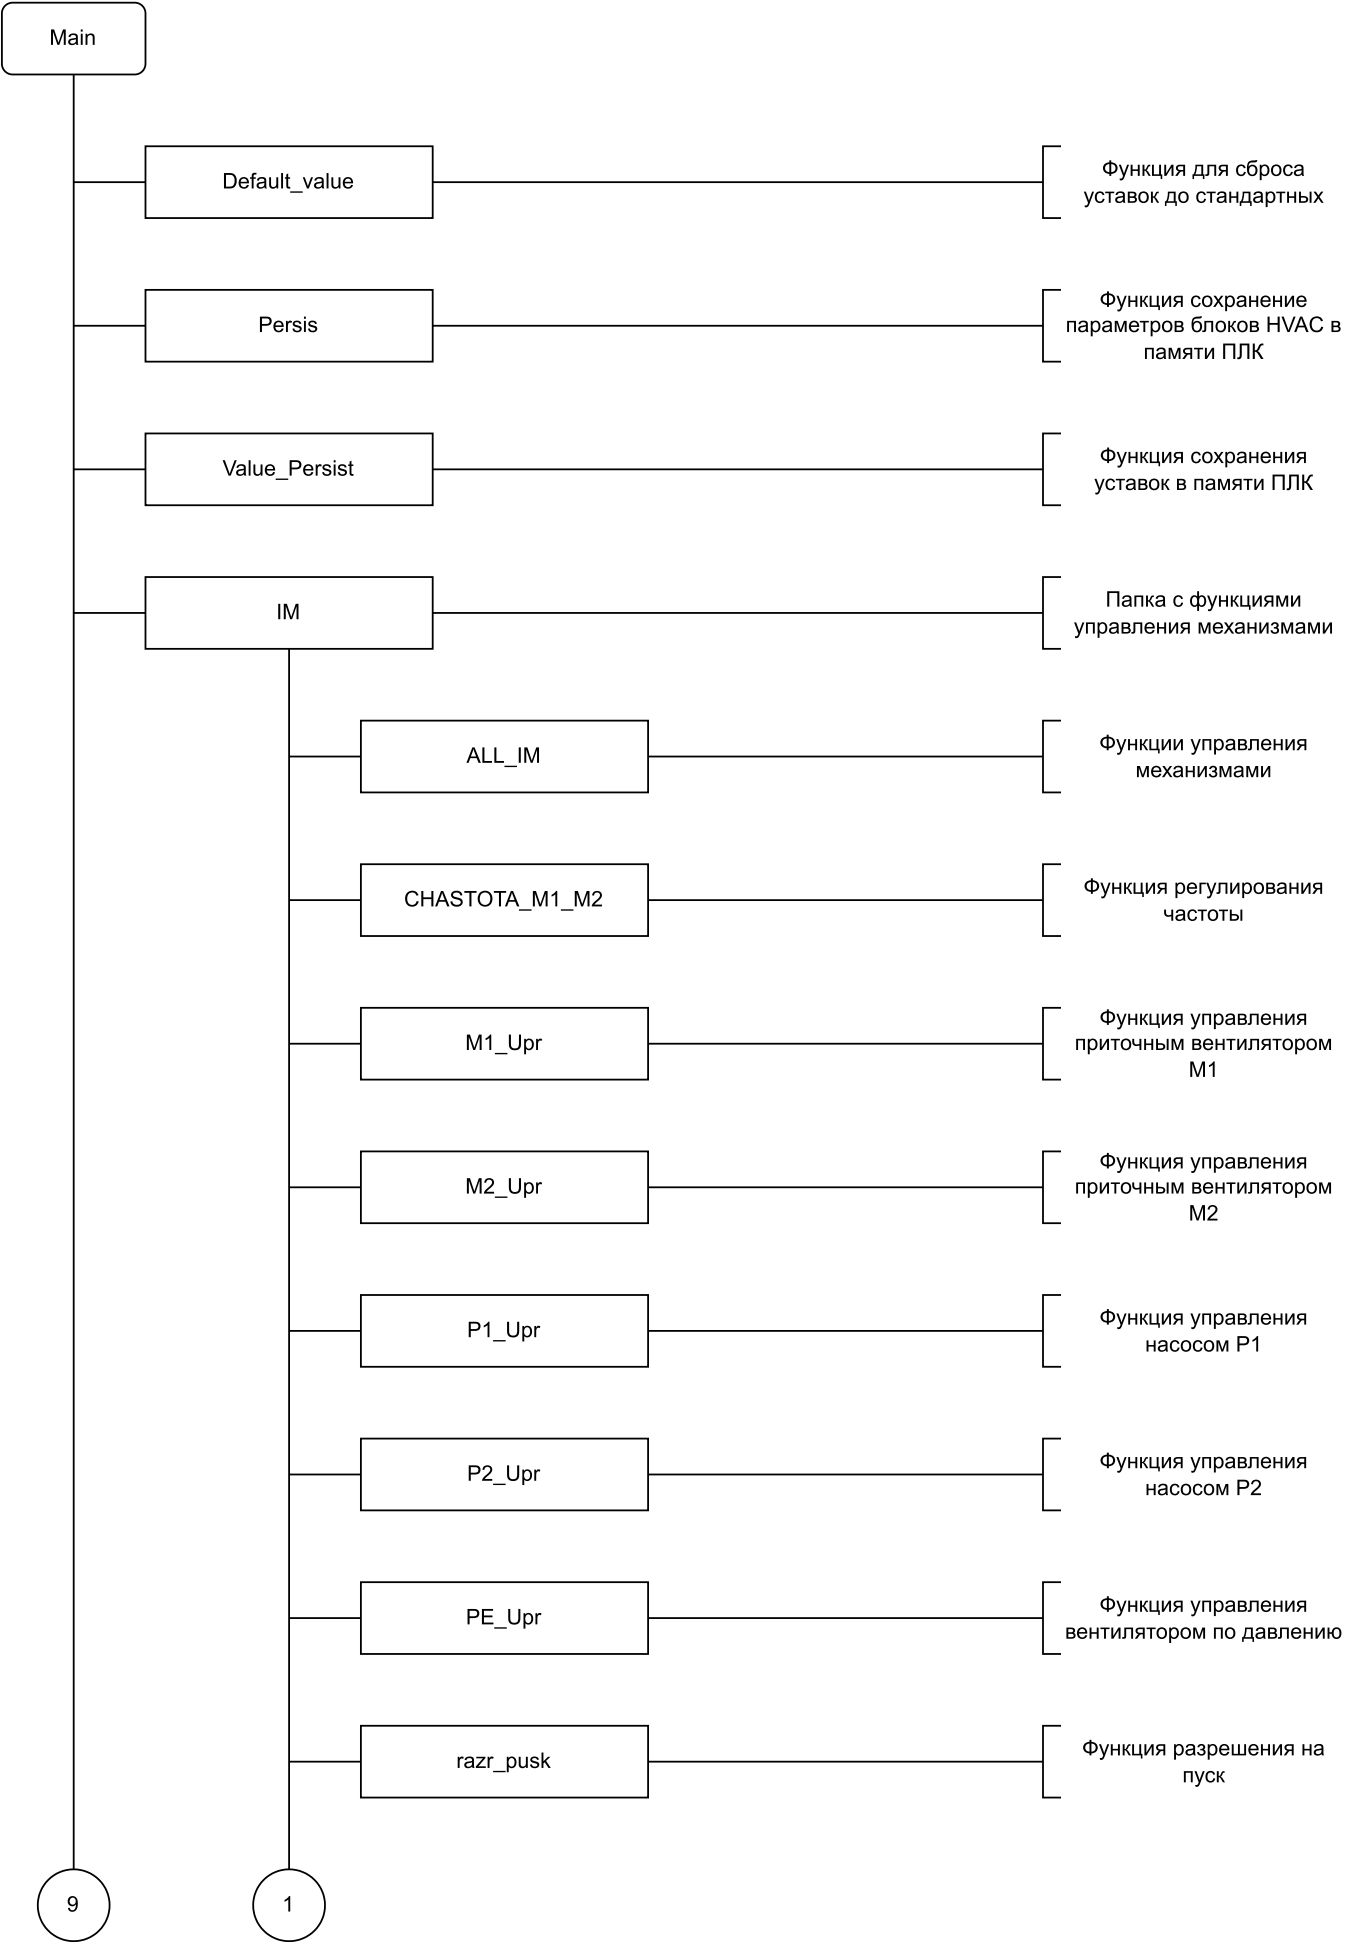 Main
Default_value
Функция для сброса
уставок до стандартных
Persis
Функция сохранение
параметров блоков HVAC в
памяти ПЛК
Value_Persist
Функция сохранения
уставок в памяти ПЛК
IM
Папка с функциями
управления механизмами
ALL_IM
Функции управления
механизмами
CHASTOTA_M1_M2
Функция регулирования
частоты
M1_Upr
Функция управления
приточным вентилятором
М1
M2_Upr
Функция управления
приточным вентилятором
М2
P1_Upr
Функция управления
насосом P1
P2_Upr
Функция управления
насосом P2
PE_Upr
Функция управления
вентилятором по давлению
razr_pusk
Функция разрешения на
пуск
9
1